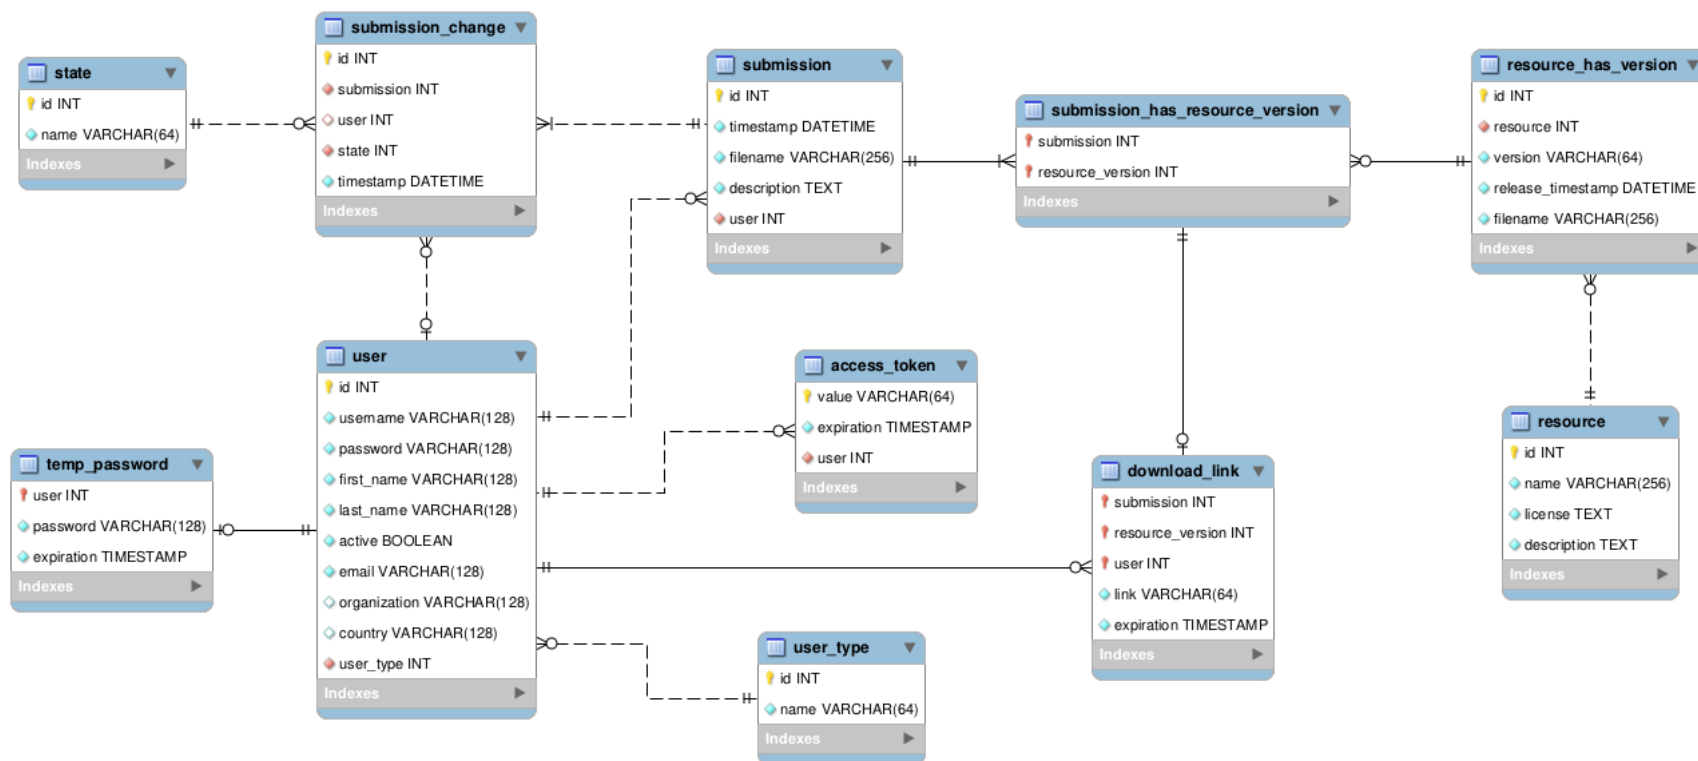 state
id INT
name VARCHAR(64)
Indexes
submission_change
id INT
submission INT
user INT
state INT
timestamp DATETIME
Indexes
submission
id INT
timestamp DATETIME
filename VARCHAR(256)
description TEXT
user INT
Indexes
submission_has_resource_version
submission INT
resource_version INT
Indexes
resource_has_version
id INT
resource INT
version VARCHAR(64)
release_timestamp DATETIME
filename VARCHAR(256)
Indexes
temp_password
user INT
password VARCHAR(128)
expiration TIMESTAMP
Indexes
user
id INT
username VARCHAR(128)
password VARCHAR(128)
first_name VARCHAR(128)
last_name VARCHAR(128)
active BOOLEAN
email VARCHAR(128)
organization VARCHAR(128)
country VARCHAR(128)
user_type INT
Indexes
access_token
value VARCHAR(64)
expiration TIMESTAMP
user INT
Indexes
user_type
id INT
name VARCHAR(64)
Indexes
download_link
submission INT
resource_version INT
user INT
link VARCHAR(64)
expiration TIMESTAMP
Indexes
resource
id INT
name VARCHAR(256)
license TEXT
description TEXT
Indexes